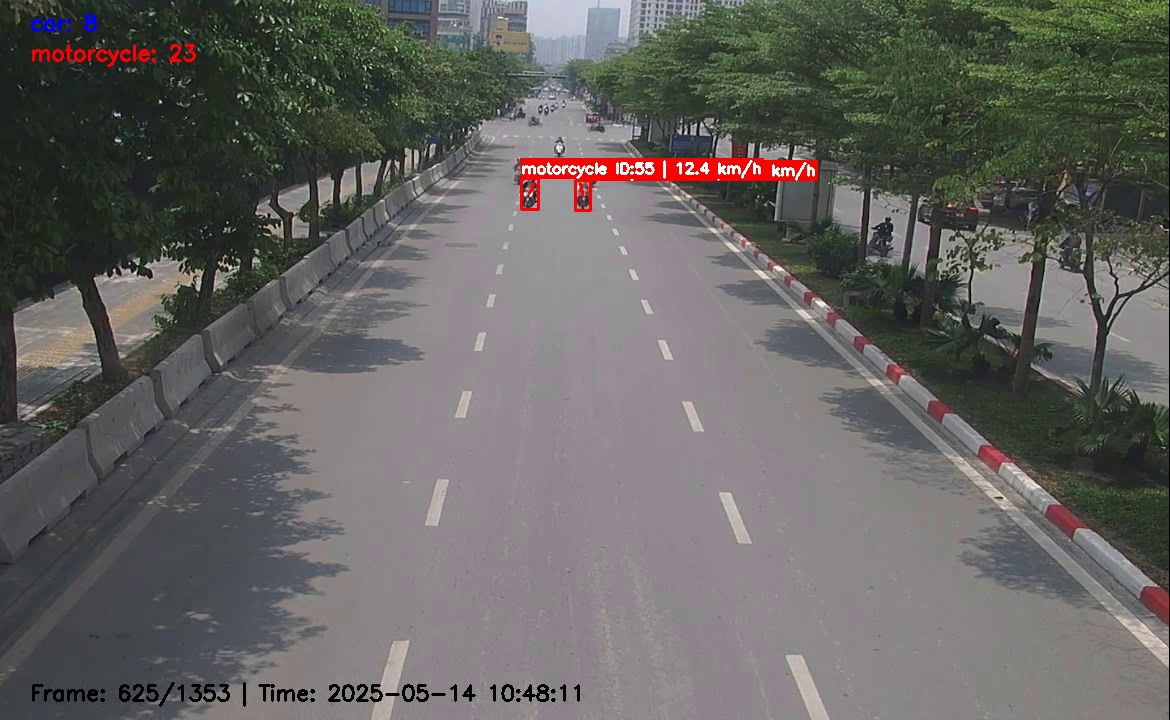 car: 8
motorcycle: 23
motorcycle ID:55 | 12.4 km/h km/h
Frame: 625/1353 | Time: 2025-05-14 10:48:11